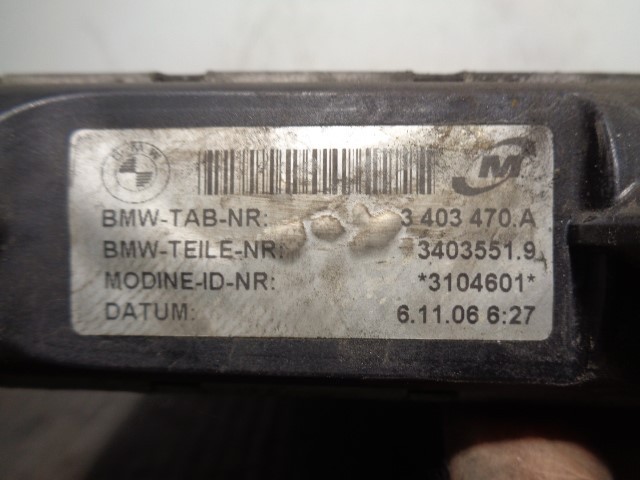 BMW
M
BMW-TAB-NR: 3 403 470.A
BMW-TEILE-NR: 3403551.9
MODINE-ID-NR: *3104601*
DATUM: 6.11.06 6:27